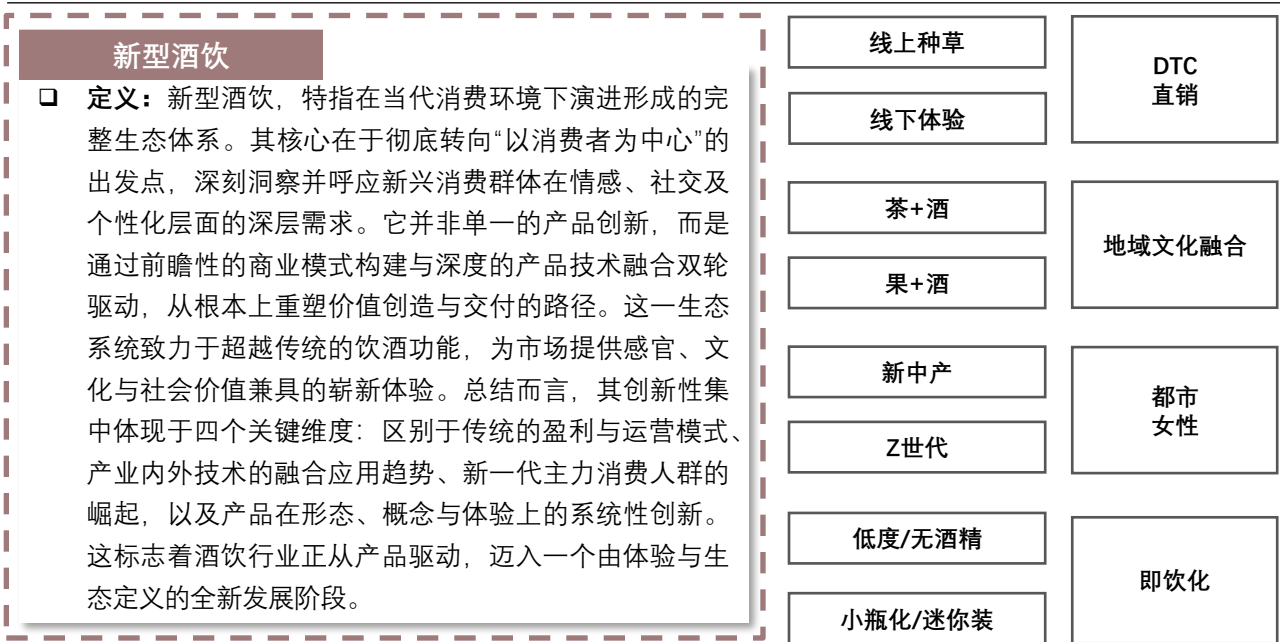 新型酒饮
定义：新型酒饮，特指在当代消费环境下演进形成的完
整生态体系。其核心在于彻底转向“以消费者为中心”的
出发点，深刻洞察并呼应新兴消费群体在情感、社交及
个性化层面的深层需求。它并非单一的产品创新，而是
通过前瞻性的商业模式构建与深度的产品技术融合双轮
驱动，从根本上重塑价值创造与交付的路径。这一生态
系统致力于超越传统的饮酒功能，为市场提供感官、文
化与社会价值兼具的崭新体验。总结而言，其创新性集
中体现于四个关键维度：区别于传统的盈利与运营模式、
产业内外技术的融合应用趋势、新一代主力消费人群的
崛起，以及产品在形态、概念与体验上的系统性创新。
这标志着酒饮行业正从产品驱动，迈入一个由体验与生
态定义的全新发展阶段。
线上种草
线下体验
DTC
直销
茶+酒
果+酒
地域文化融合
新中产
Z世代
都市
女性
低度/无酒精
小瓶化/迷你装
即饮化